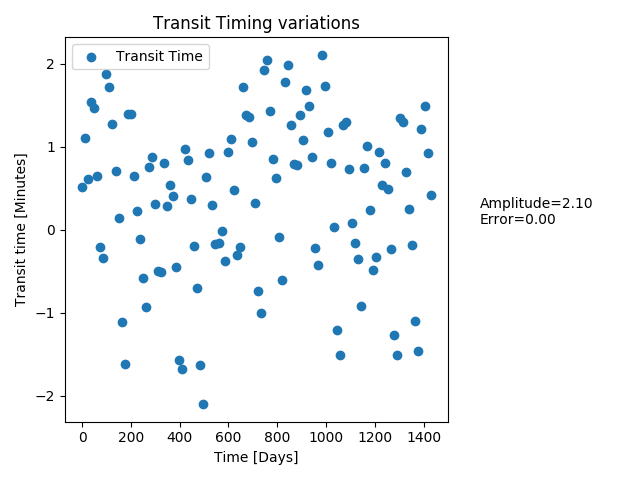 Transit Timing variations
Transit Time
Transit time [Minutes]
2
1
0
−1
−2
0 200 400 600 800 1000 1200 1400
Time [Days]
Amplitude=2.10
Error=0.00